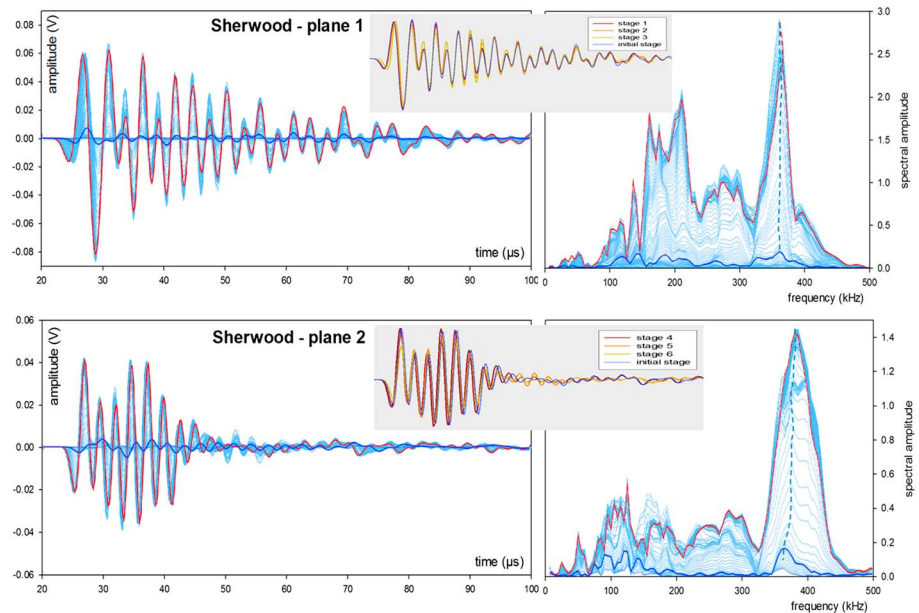 Sherwood - plane 1
stage 1
stage 2
stage 3
initial stage
amplitude (V)
0.08
0.06
0.04
0.02
0.00
-0.02
-0.04
-0.06
-0.08
time (µs)
20 30 40 50 60 70 80 90 100
3.0
2.5
2.0
1.5
1.0
0.5
0.0
spectral amplitude
0 100 200 300 400 500
frequency (kHz)
Sherwood - plane 2
stage 4
stage 5
stage 6
initial stage
amplitude (V)
0.06
0.04
0.02
0.00
-0.02
-0.04
-0.06
time (µs)
20 30 40 50 60 70 80 90 100
1.4
1.2
1.0
0.8
0.6
0.4
0.2
0.0
spectral amplitude
0 100 200 300 400 500
frequency (kHz)